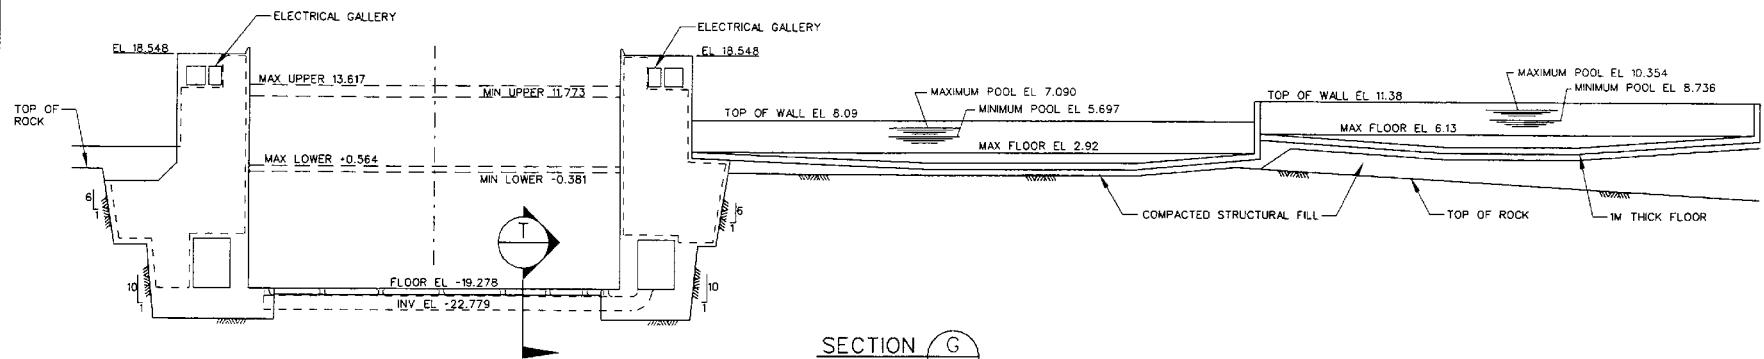 ELECTRICAL GALLERY
ELECTRICAL GALLERY
EL 18.548
EL 18.548
MAX UPPER 13.617
MIN UPPER 11.773
MAXIMUM POOL EL 10.354
MINIMUM POOL EL 8.736
MAXIMUM POOL EL 7.090
MINIMUM POOL EL 5.697
TOP OF WALL EL 11.38
TOP OF
ROCK
TOP OF WALL EL 8.09
MAX FLOOR EL 6.13
MAX FLOOR EL 2.92
MAX LOWER +0.564
MIN LOWER -0.381
6
1
6
1
COMPACTED STRUCTURAL FILL
TOP OF ROCK
1M THICK FLOOR
T
FLOOR EL -19.278
INV EL -22.779
10
1
10
1
SECTION G